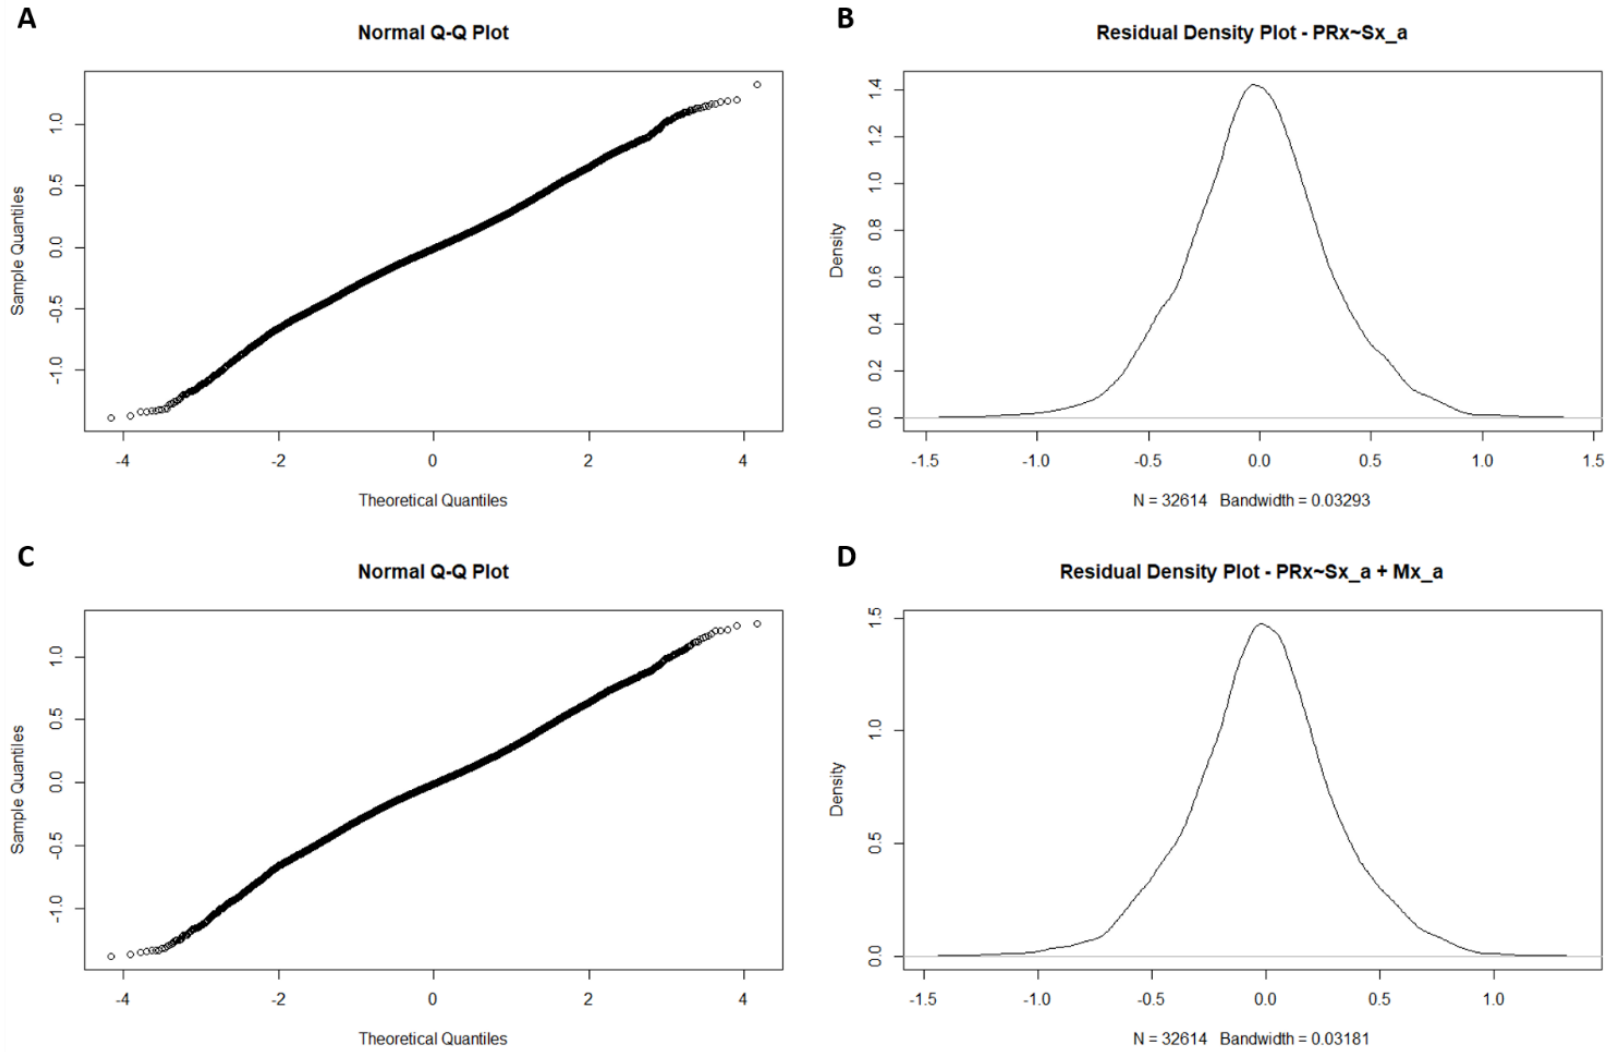 A
Normal Q-Q Plot
Sample Quantiles
1.0
0.5
0.0
-0.5
-1.0
-4 -2 0 2 4
Theoretical Quantiles
B
Residual Density Plot - PRx~Sx_a
Density
1.4
1.2
1.0
0.8
0.6
0.4
0.2
0.0
-1.5 -1.0 -0.5 0.0 0.5 1.0 1.5
N = 32614 Bandwidth = 0.03293
C
Normal Q-Q Plot
Sample Quantiles
1.0
0.5
0.0
-0.5
-1.0
-4 -2 0 2 4
Theoretical Quantiles
D
Residual Density Plot - PRx~Sx_a + Mx_a
Density
1.5
1.0
0.5
0.0
-1.5 -1.0 -0.5 0.0 0.5 1.0
N = 32614 Bandwidth = 0.03181